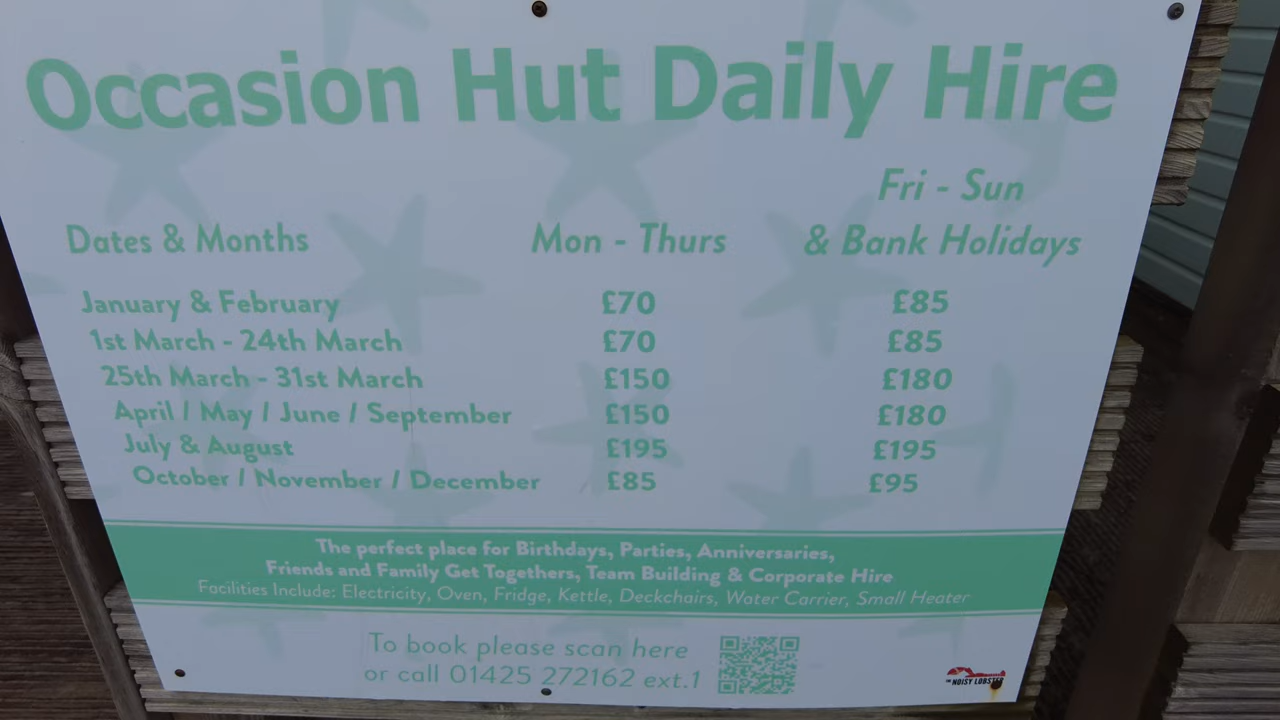 Occasion Hut Daily Hire
Fri - Sun
Dates & Months Mon - Thurs & Bank Holidays
January & February £70 £85
1st March - 24th March £70 £85
25th March - 31st March £150 £180
April / May / June / September £150 £180
July & August £195 £195
October / November / December £85 £95
The perfect place for Birthdays, Parties, Anniversaries,
Friends and Family Get Togethers, Team Building & Corporate Hire
Facilities Include: Electricity, Oven, Fridge, Kettle, Deckchairs, Water Carrier, Small Heater
To book please scan here
or call 01425 272162 ext.1
THE NOISY LOBSTER